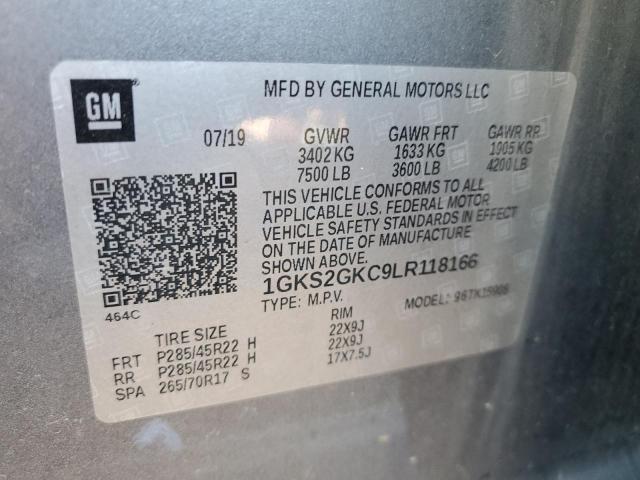 GM
MFD BY GENERAL MOTORS LLC
07/19 GVWR GAWR FRT GAWR RR
3402 KG 1633 KG 1905 KG
7500 LB 3600 LB 4200 LB
THIS VEHICLE CONFORMS TO ALL
APPLICABLE U.S. FEDERAL MOTOR
VEHICLE SAFETY STANDARDS IN EFFECT
ON THE DATE OF MANUFACTURE
SHOWN ABOVE.
1GKS2GKC9LR118166
TYPE: M.P.V. MODEL:
464C
TIRE SIZE RIM
FRT P285/45R22 H 22X9J
RR P285/45R22 H 22X9J
SPA 265/70R17 S 17X7.5J